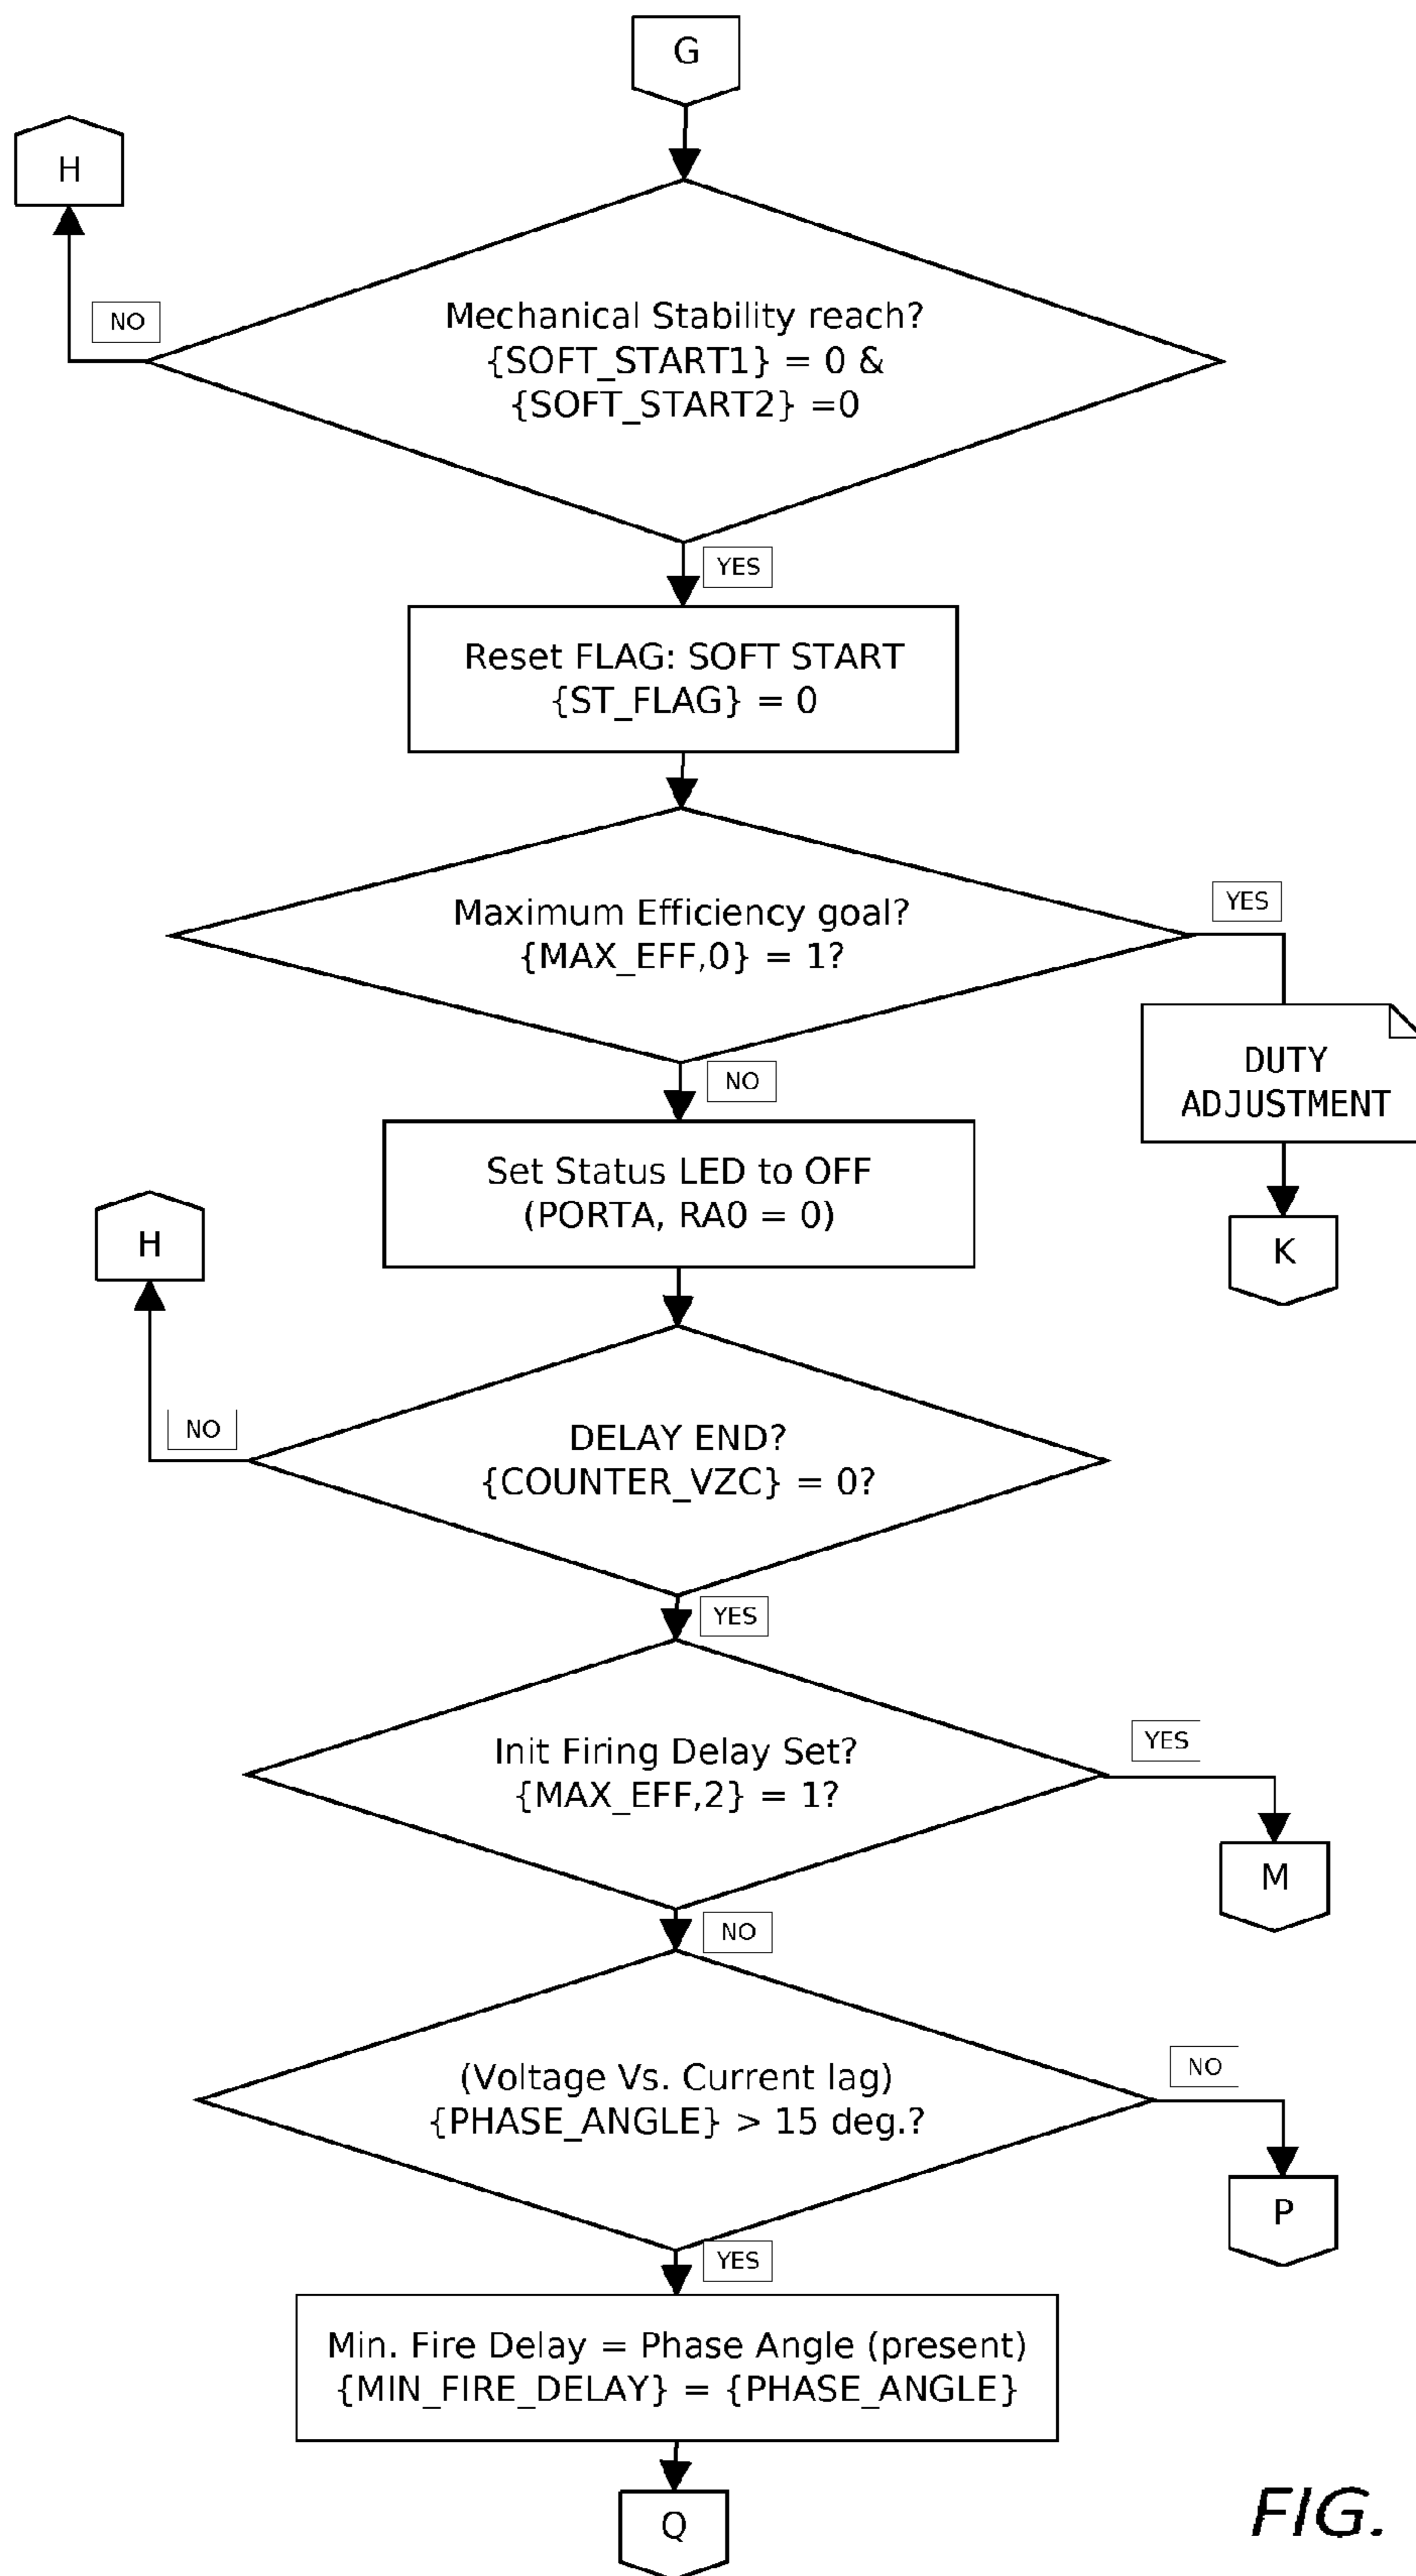 G
H
Mechanical Stability reach?
{SOFT_START1} = 0 &
{SOFT_START2} =0
NO
YES
Reset FLAG: SOFT START
{ST_FLAG} = 0
Maximum Efficiency goal?
{MAX_EFF,0} = 1?
YES
DUTY
ADJUSTMENT
K
NO
Set Status LED to OFF
(PORTA, RA0 = 0)
H
NO
DELAY END?
{COUNTER_VZC} = 0?
YES
Init Firing Delay Set?
{MAX_EFF,2} = 1?
YES
M
NO
(Voltage Vs. Current lag)
{PHASE_ANGLE} > 15 deg.?
NO
P
YES
Min. Fire Delay = Phase Angle (present)
{MIN_FIRE_DELAY} = {PHASE_ANGLE}
Q
FIG.